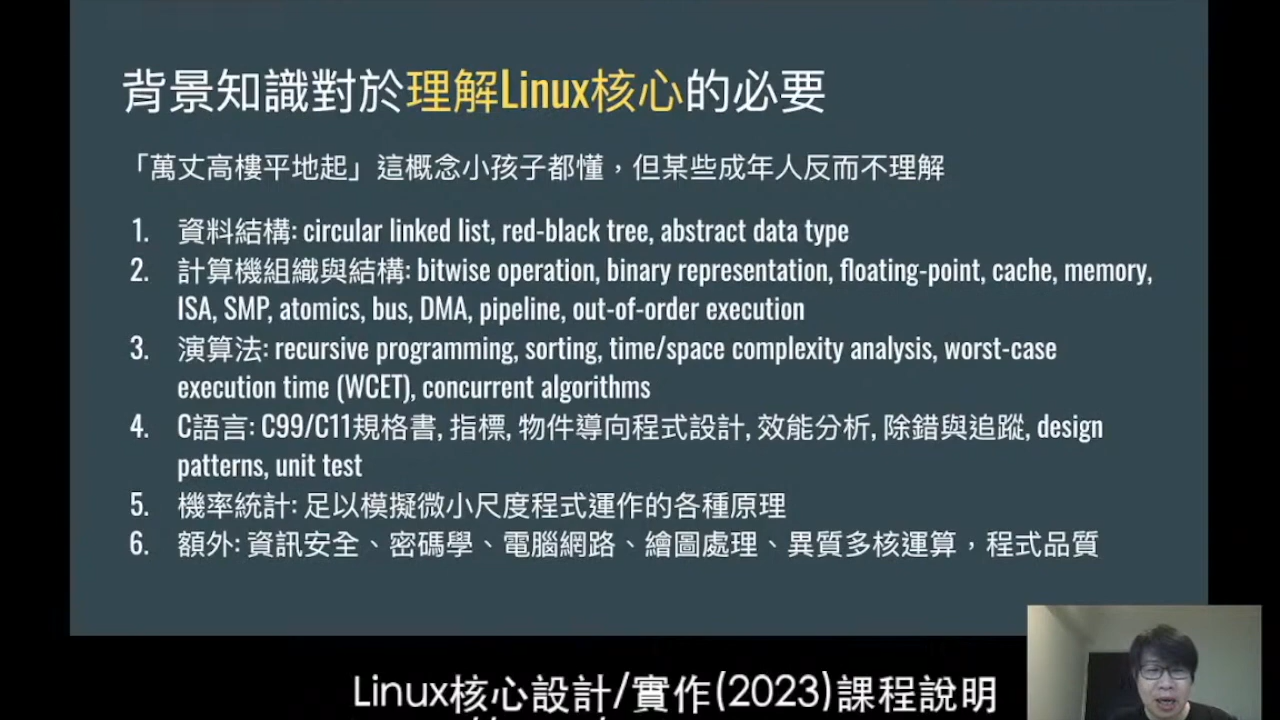 背景知識對於理解Linux核心的必要
「萬丈高樓平地起」這概念小孩子都懂，但某些成年人反而不理解
1. 資料結構: circular linked list, red-black tree, abstract data type
2. 計算機組織與結構: bitwise operation, binary representation, floating-point, cache, memory,
ISA, SMP, atomics, bus, DMA, pipeline, out-of-order execution
3. 演算法: recursive programming, sorting, time/space complexity analysis, worst-case
execution time (WCET), concurrent algorithms
4. C語言: C99/C11規格書, 指標, 物件導向程式設計, 效能分析, 除錯與追蹤, design
patterns, unit test
5. 機率統計: 足以模擬微小尺度程式運作的各種原理
6. 額外: 資訊安全、密碼學、電腦網路、繪圖處理、異質多核運算，程式品質
Linux核心設計/實作(2023)課程說明